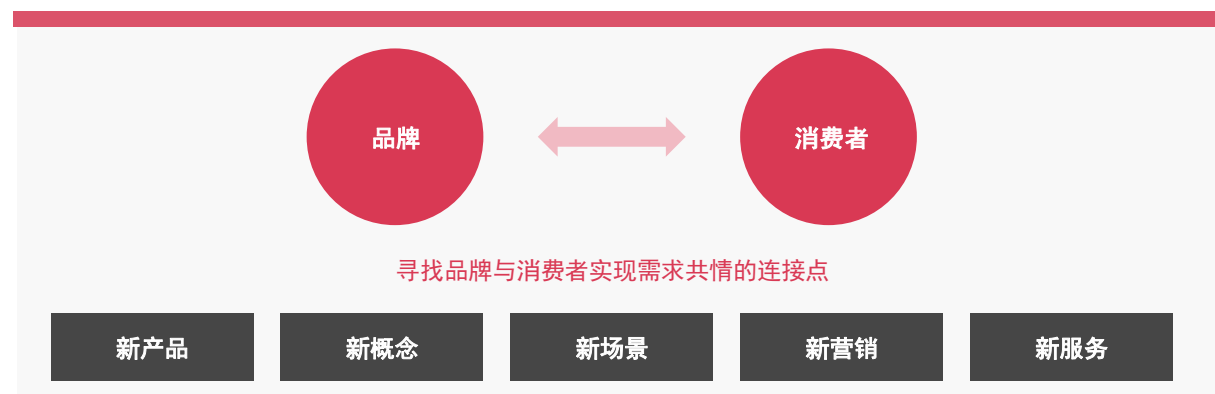 品牌
消费者
寻找品牌与消费者实现需求共情的连接点
新产品
新概念
新场景
新营销
新服务